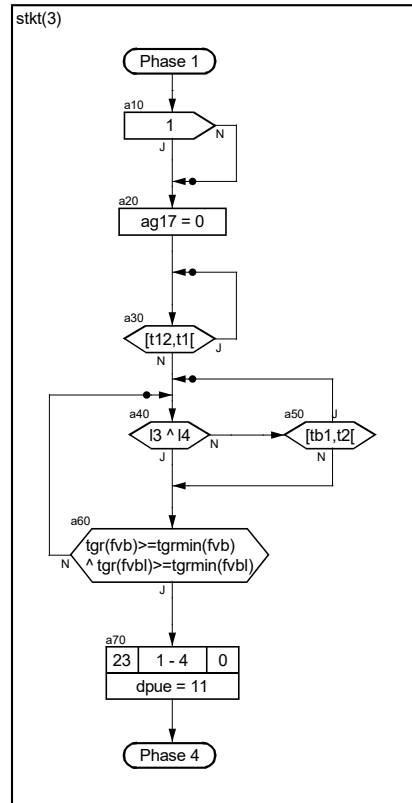 stkt(3)
Phase 1
a10
1
N
J
a20
ag17 = 0
a30
[t12,t1[
J
N
a40
l3 ^ l4
N
J
a50
J
[tb1,t2[
N
a60
tgr(fvb)>=tgrmin(fvb)
^ tgr(fvbl)>=tgrmin(fvbl)
N
J
a70
23 1 - 4 0
dpue = 11
Phase 4